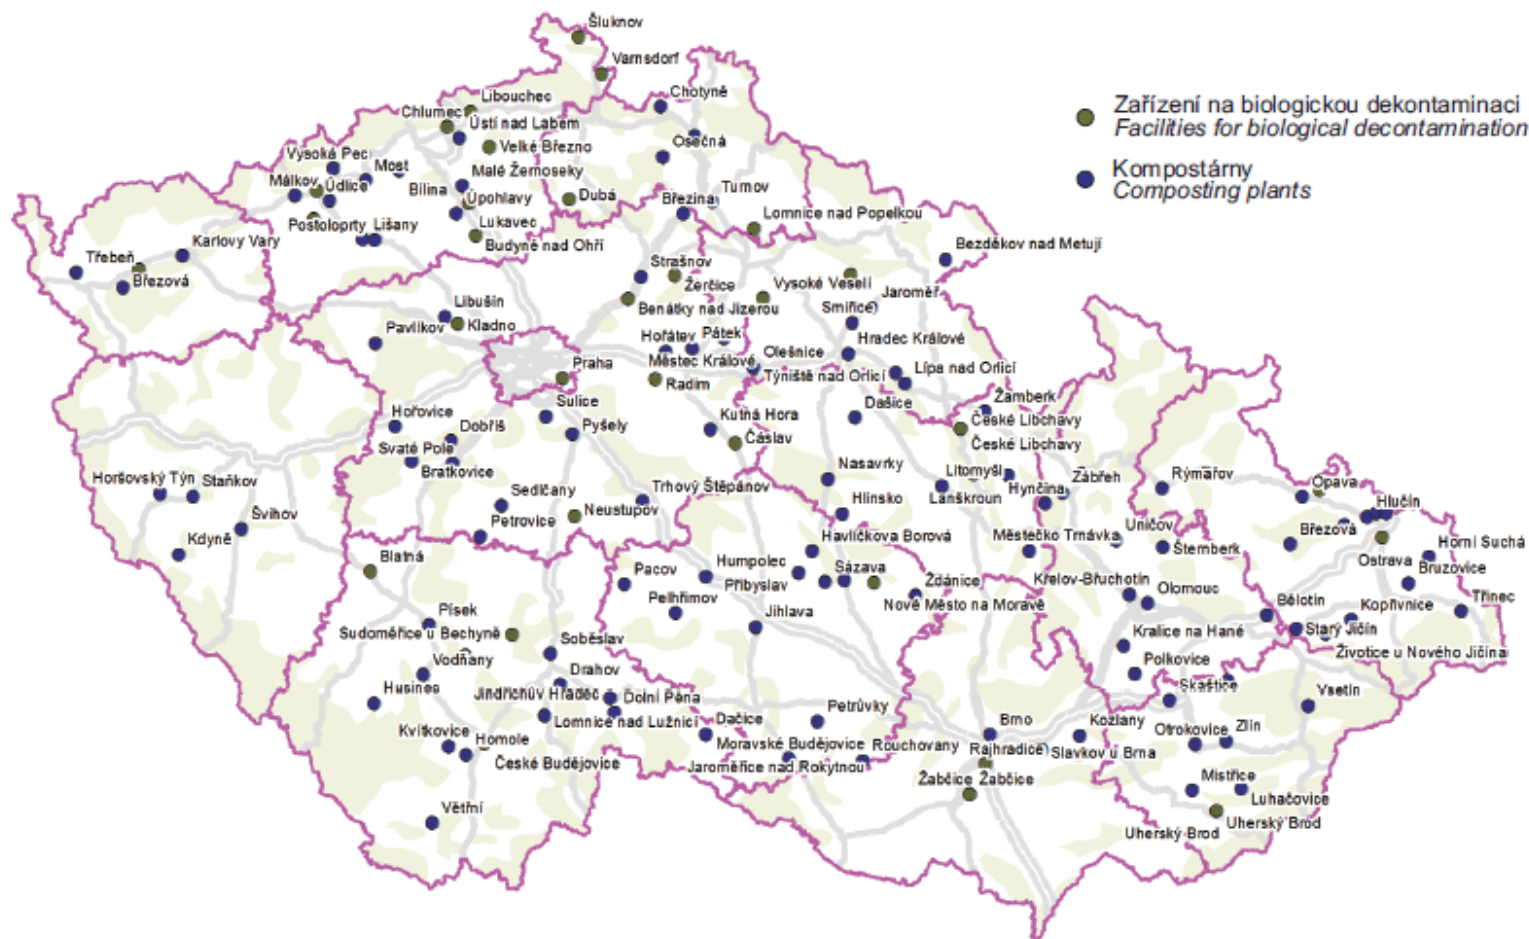 Šluknov
Varnsdorf
Zařízení na biologickou dekontaminaci
Facilities for biological decontamination
Kompostárny
Composting plants
Libouchec
Chotyně
Chlumec
Ústí nad Labem
Velké Březno
Osečná
Vysoká Pec
Most
Malé Žernoseky
Málkov
Údlice
Bílina
Úpohlavy
Dubá
Březina
Turnov
Postoloprty
Lišany
Lukavec
Lomnice nad Popelkou
Budyně nad Ohří
Karlovy Vary
Bezděkov nad Metují
Třebeň
Březová
Strašnov
Žerčice
Vysoké Veselí
Jaroměř
Benátky nad Jizerou
Smiřice
Libušín
Kladno
Pavlíkov
Hořátev
Pátek
Hradec Králové
Městec Králové
Olešnice
Praha
Radim
Týniště nad Orlicí
Lípa nad Orlicí
Sulice
Žamberk
Hořovice
Dobříš
Pyšely
Kutná Hora
Dašice
České Libchavy
Svaté Pole
Čáslav
České Libchavy
Bratkovice
Nasavrky
Litomyšl
Zábřeh
Rýmařov
Horšovský Týn
Staňkov
Sedlčany
Trhový Štěpánov
Lanškroun
Hynčina
Opava
Švihov
Neustupov
Hlinsko
Hlučín
Petrovice
Havlíčkova Borová
Městečko Trnávka
Uničov
Březová
Kdyně
Šternberk
Horní Suchá
Blatná
Pacov
Humpolec
Sázava
Ostrava
Bruzovice
Přibyslav
Ždánice
Křelov-Břuchotín
Pelhřimov
Nové Město na Moravě
Olomouc
Třinec
Písek
Jihlava
Bělotín
Kopřivnice
Sudoměřice u Bechyně
Soběslav
Kralice na Hané
Starý Jičín
Vodňany
Drahov
Polkovice
Životice u Nového Jičína
Husinec
Jindřichův Hradec
Dolní Pěna
Skaštice
Vsetín
Lomnice nad Lužnicí
Dačice
Petrůvky
Brno
Kožlany
Otrokovice
Zlín
Kvítkovice
Homole
Moravské Budějovice
Rouchovany
Rajhradice
Slavkov u Brna
České Budějovice
Jaroměřice nad Rokytnou
Žabčice
Žabčice
Mistřice
Větřní
Luhačovice
Uherský Brod
Uherský Brod